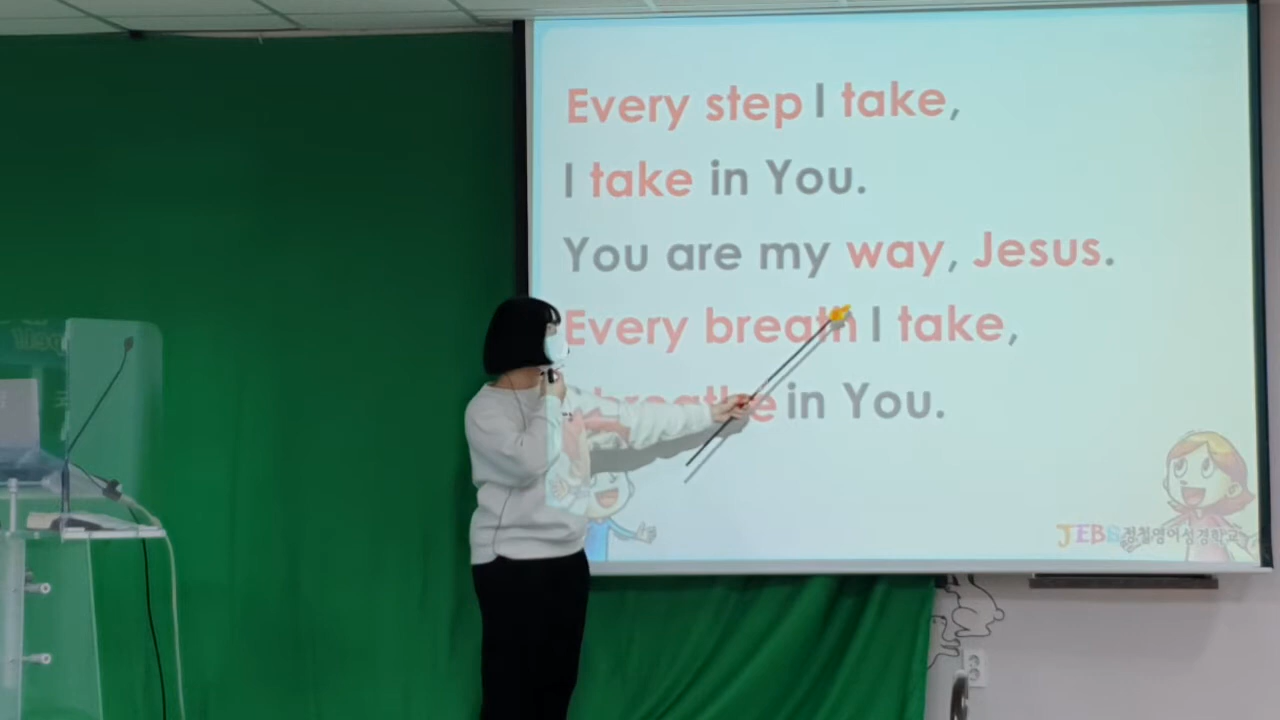 Every step I take,
I take in You.
You are my way, Jesus.
Every breath I take,
breathe in You.
JEBS 정철영어성경학교